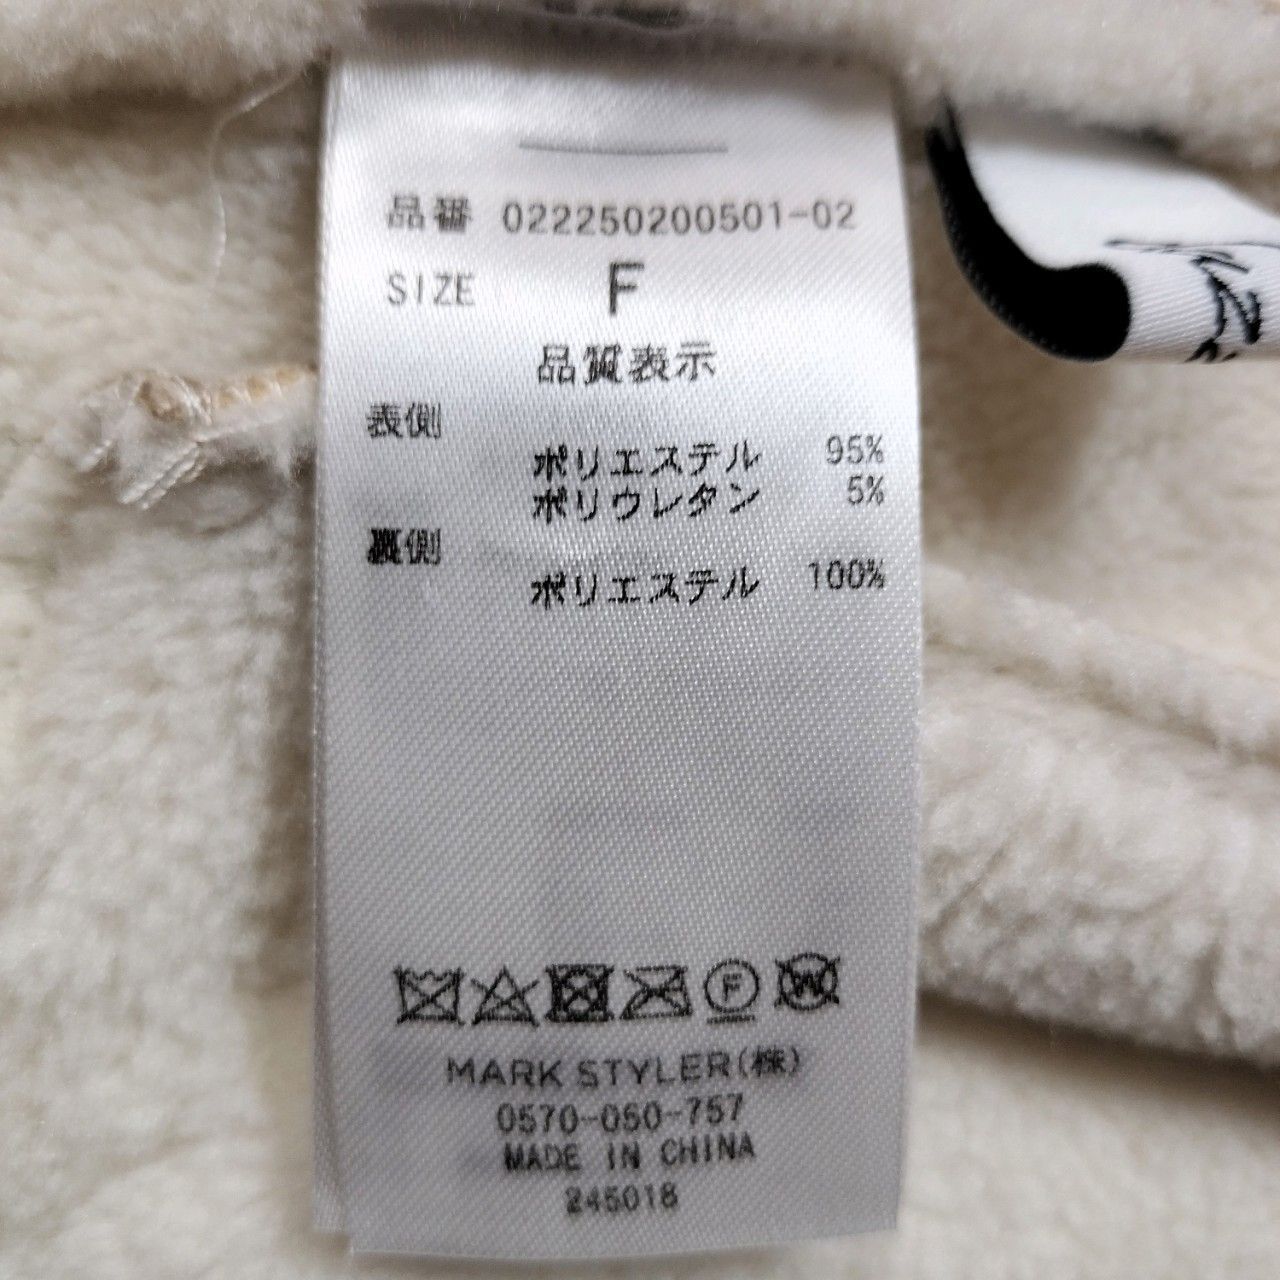 品番 022250200501-02
SIZE F
品質表示
表側
ポリエステル 95%
ポリウレタン 5%
裏側
ポリエステル 100%
F
W
MARK STYLER(株)
0570-060-757
MADE IN CHINA
245018